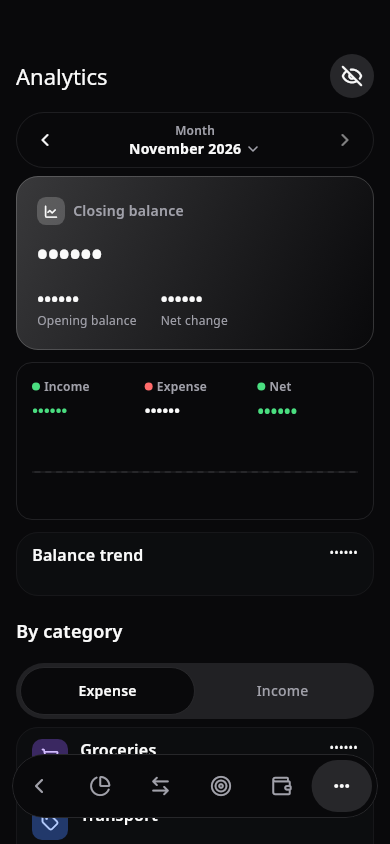 Analytics
Month
November 2026
Closing balance
••••••
•••••• ••••••
Opening balance Net change
Income Expense Net
•••••• •••••• ••••••
Balance trend ••••••
By category
Expense Income
Groceries ••••••
Transport